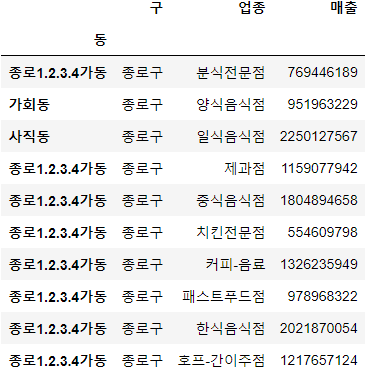 구 업종 매출
동
종로1.2.3.4가동 종로구 분식전문점 769446189
가회동 종로구 양식음식점 951963229
사직동 종로구 일식음식점 2250127567
종로1.2.3.4가동 종로구 제과점 1159077942
종로1.2.3.4가동 종로구 중식음식점 1804894658
종로1.2.3.4가동 종로구 치킨전문점 554609798
종로1.2.3.4가동 종로구 커피-음료 1326235949
종로1.2.3.4가동 종로구 패스트푸드점 978968322
종로1.2.3.4가동 종로구 한식음식점 2021870054
종로1.2.3.4가동 종로구 호프-간이주점 1217657124